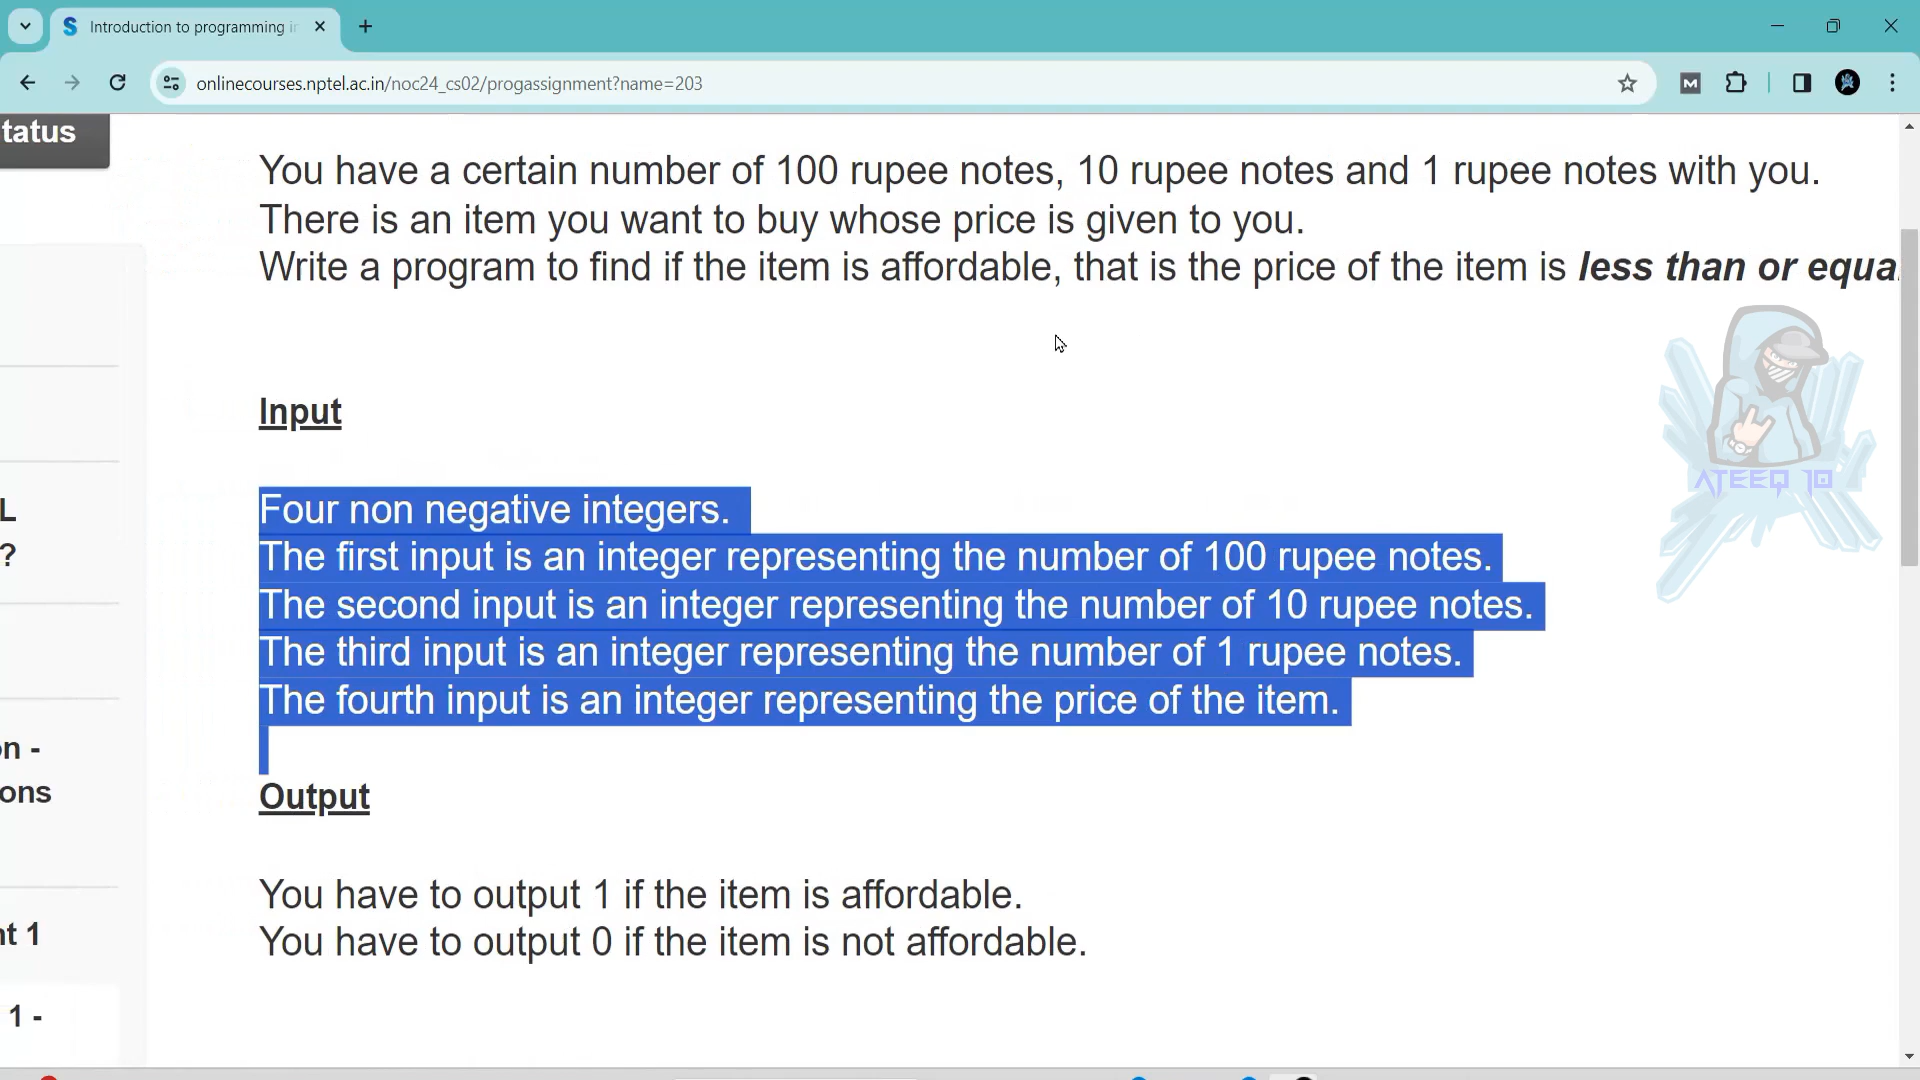 Introduction to programming in
onlinecourses.nptel.ac.in/noc24_cs02/progassignment?name=203
tatus
You have a certain number of 100 rupee notes, 10 rupee notes and 1 rupee notes with you.
There is an item you want to buy whose price is given to you.
Write a program to find if the item is affordable, that is the price of the item is less than or equa
Input
ATEEQ 10
Four non negative integers.
L
The first input is an integer representing the number of 100 rupee notes.
?
The second input is an integer representing the number of 10 rupee notes.
The third input is an integer representing the number of 1 rupee notes.
The fourth input is an integer representing the price of the item.
on -
ons
Output
You have to output 1 if the item is affordable.
nt 1
You have to output 0 if the item is not affordable.
1 -